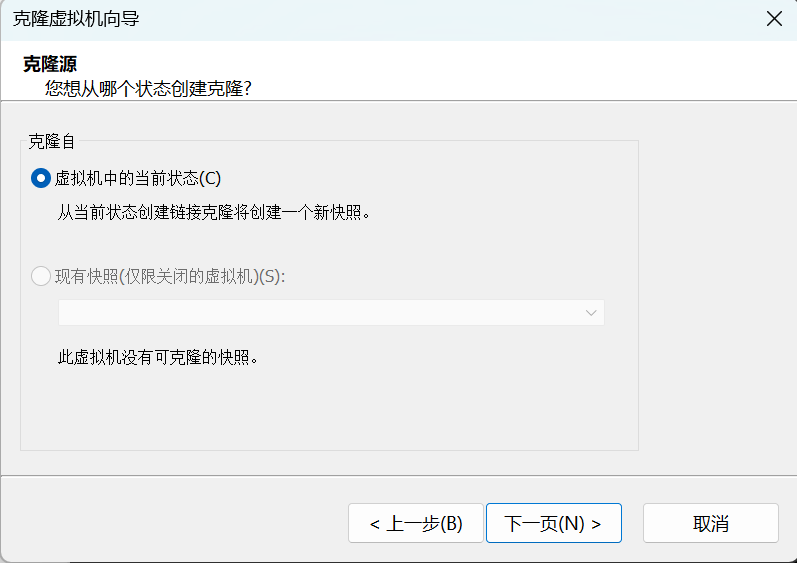 克隆虚拟机向导
克隆源
您想从哪个状态创建克隆?
克隆自
虚拟机中的当前状态(C)
从当前状态创建链接克隆将创建一个新快照。
现有快照(仅限关闭的虚拟机)(S):
此虚拟机没有可克隆的快照。
< 上一步(B) 下一页(N) > 取消